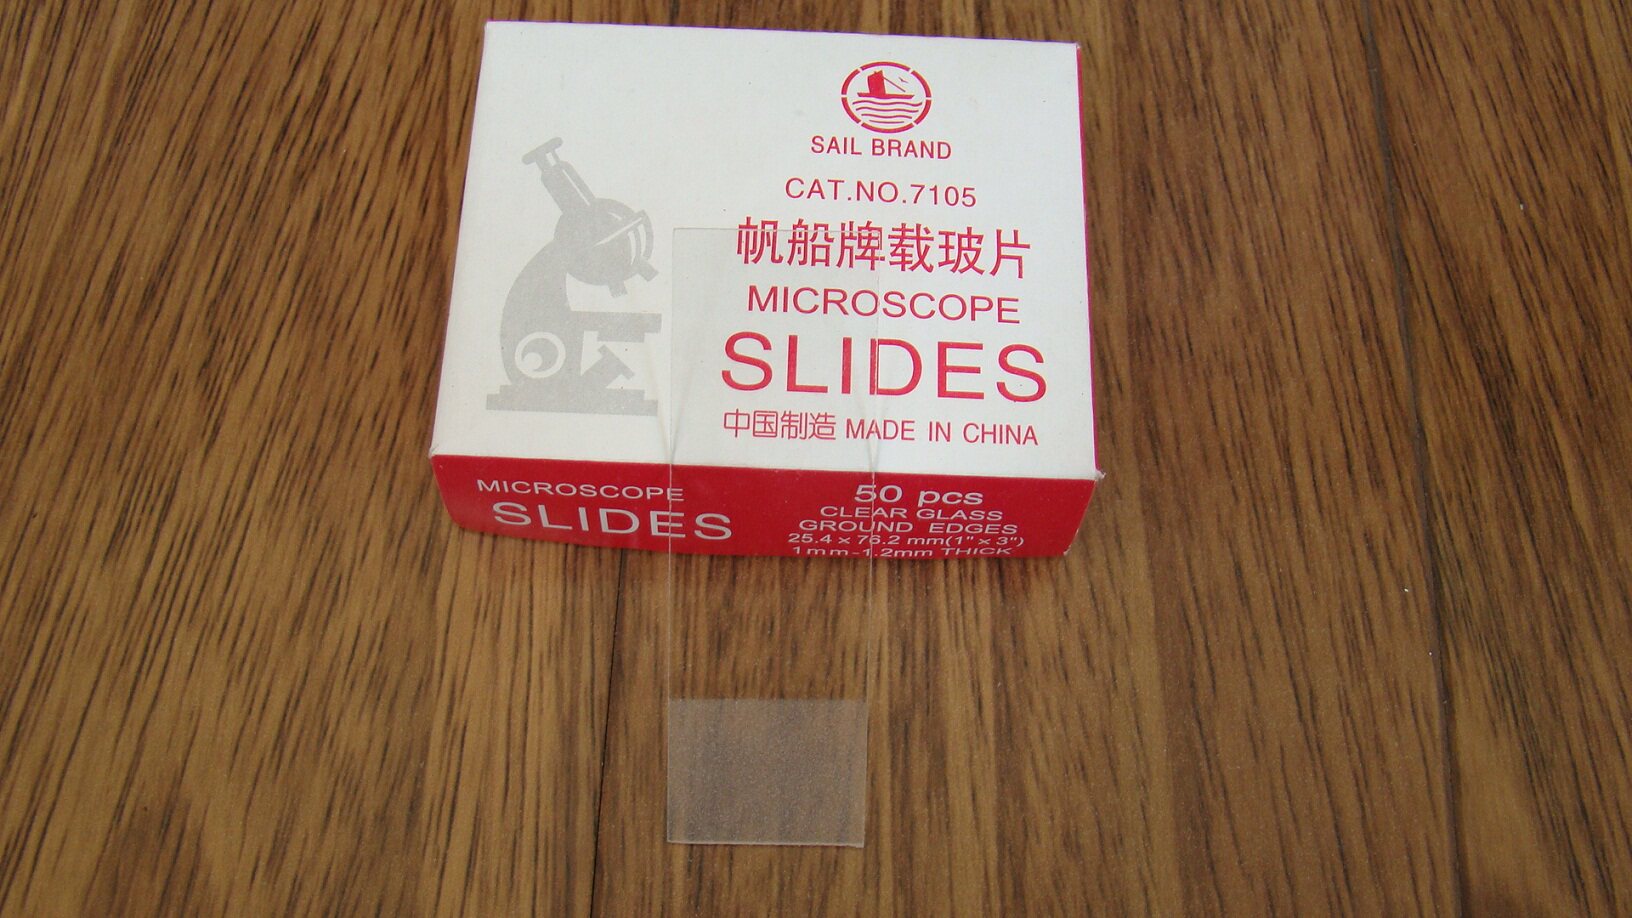 SAIL BRAND
CAT.NO.7105
帆船牌载玻片
MICROSCOPE
SLIDES
中国制造 MADE IN CHINA
MICROSCOPE
SLIDES
50 pcs
CLEAR GLASS
GROUND EDGES
25.4 x 76.2 mm(1" x 3")
1mm-1.2mm THICK